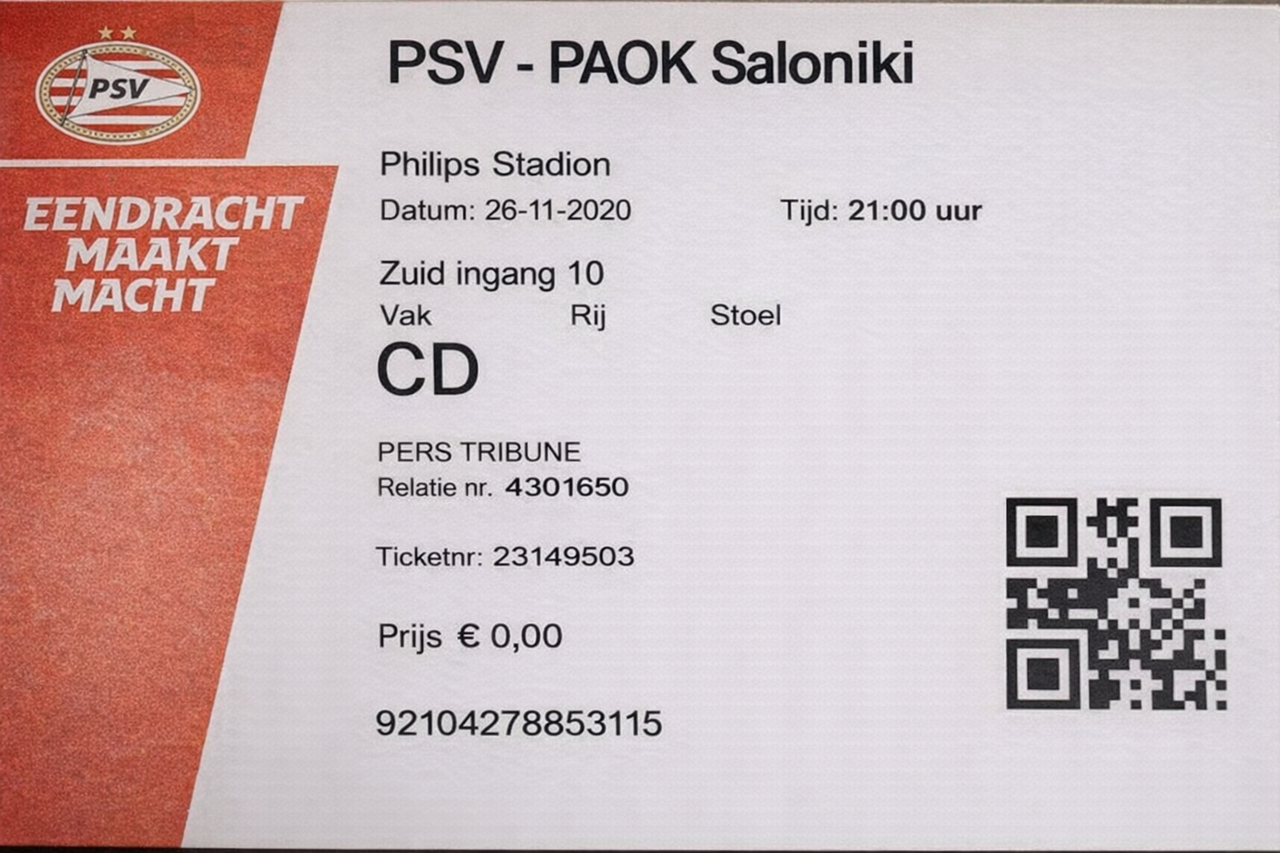 PSV
EENDRACHT
MAAKT
MACHT
PSV - PAOK Saloniki
Philips Stadion
Datum: 26-11-2020 Tijd: 21:00 uur
Zuid ingang 10
Vak Rij Stoel
CD
PERS TRIBUNE
Relatie nr. 4301650
Ticketnr: 23149503
Prijs € 0,00
92104278853115